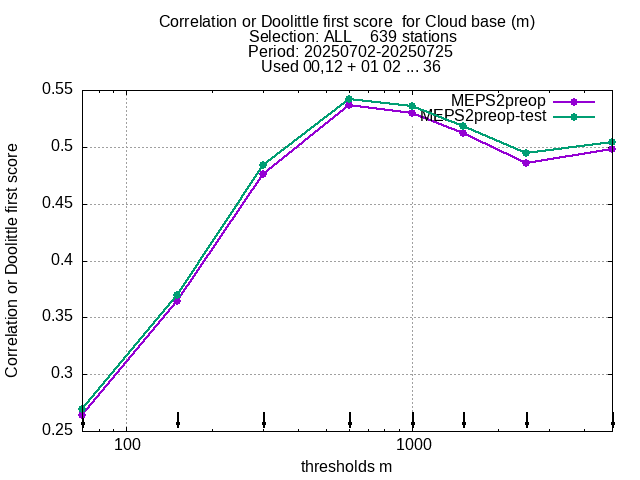 Correlation or Doolittle first score  for Cloud base (m)
Selection: ALL    639 stations
Period: 20250702-20250725
Used 00,12 + 01 02 ... 36
MEPS2preop
MEPS2preop-test
Correlation or Doolittle first score
0.55
0.5
0.45
0.4
0.35
0.3
0.25
100
1000
thresholds m